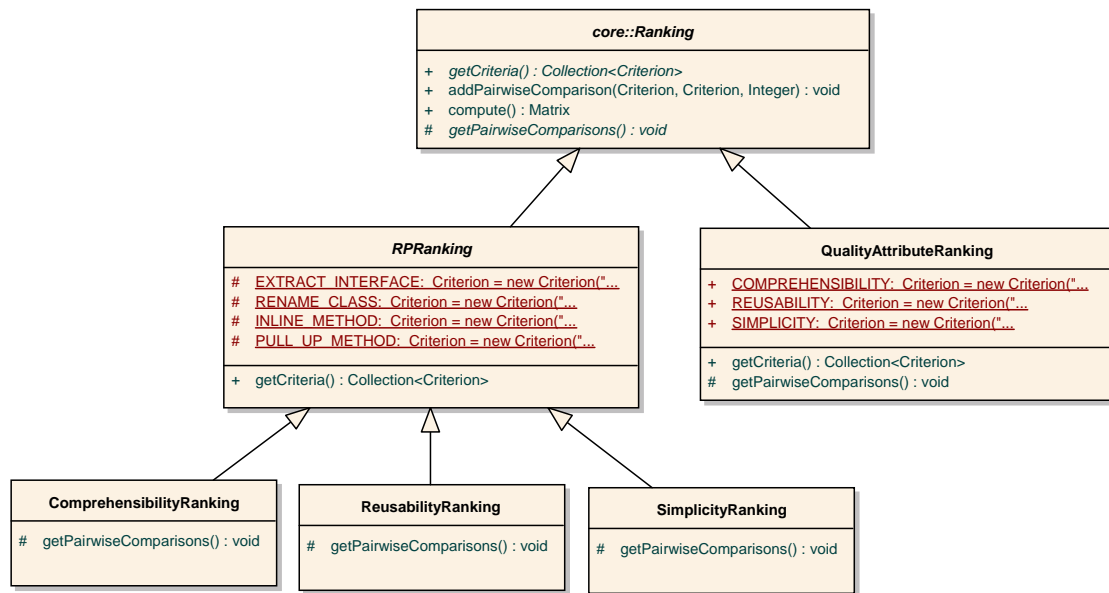 core::Ranking
+ getCriteria() : Collection<Criterion>
+ addPairwiseComparison(Criterion, Criterion, Integer) : void
+ compute() : Matrix
# getPairwiseComparisons() : void
RPRanking
# EXTRACT_INTERFACE: Criterion = new Criterion("...
# RENAME_CLASS: Criterion = new Criterion("...
# INLINE_METHOD: Criterion = new Criterion("...
# PULL_UP_METHOD: Criterion = new Criterion("...
+ getCriteria() : Collection<Criterion>
QualityAttributeRanking
+ COMPREHENSIBILITY: Criterion = new Criterion("...
+ REUSABILITY: Criterion = new Criterion("...
+ SIMPLICITY: Criterion = new Criterion("...
+ getCriteria() : Collection<Criterion>
# getPairwiseComparisons() : void
ComprehensibilityRanking
# getPairwiseComparisons() : void
ReusabilityRanking
# getPairwiseComparisons() : void
SimplicityRanking
# getPairwiseComparisons() : void